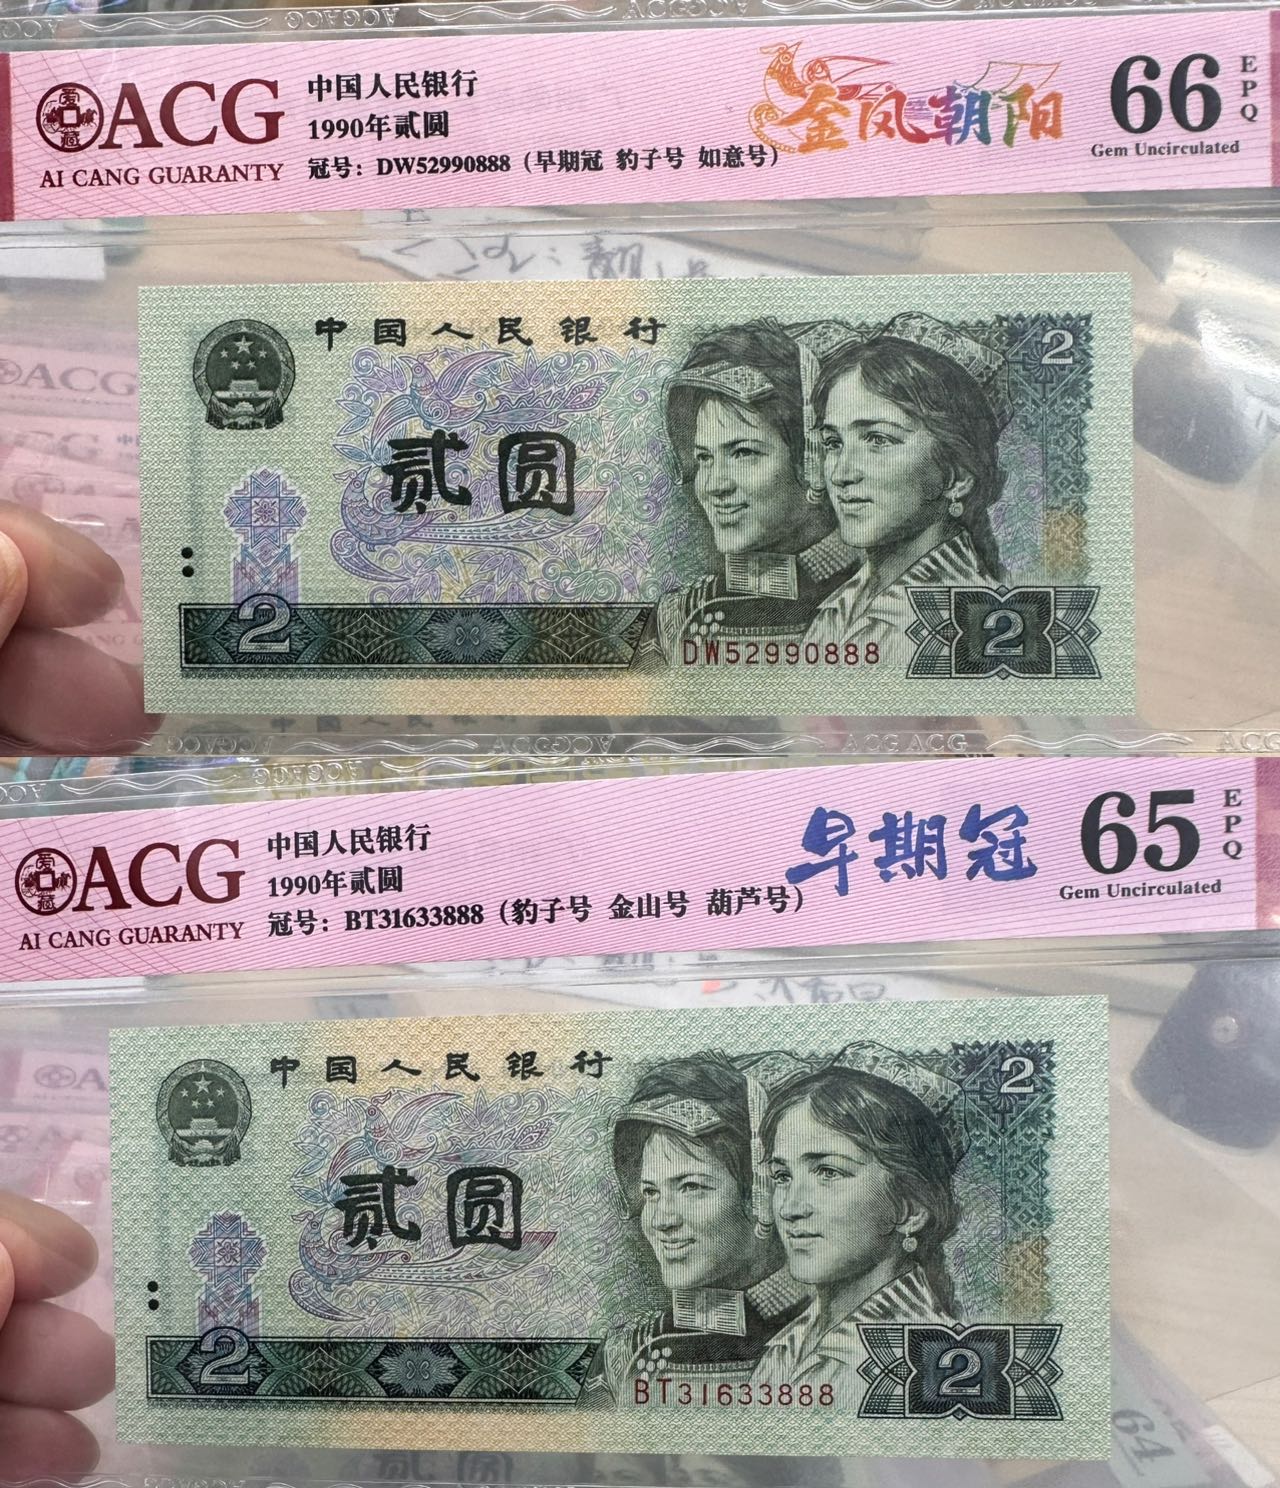 ACG
AI CANG GUARANTY
中国人民银行
1990年贰圆
冠号：DW52990888（早期冠 豹子号 如意号）
金凤朝阳
66
EPQ
Gem Uncirculated
ACG
中国人民银行
2
贰圆
2
DW52990888
2
ACG ACG
ACG
AI CANG GUARANTY
中国人民银行
1990年贰圆
冠号：BT31633888（豹子号 金山号 葫芦号）
早期冠
65
EPQ
Gem Uncirculated
中国人民银行
2
贰圆
2
BT31633888
2
64